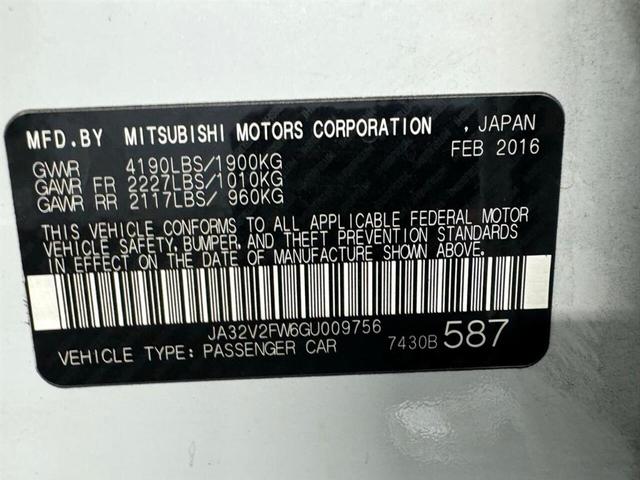 MFD.BY MITSUBISHI MOTORS CORPORATION , JAPAN
FEB 2016
GVWR 4190LBS/1900KG
GAWR FR 2227LBS/1010KG
GAWR RR 2117LBS/ 960KG
THIS VEHICLE CONFORMS TO ALL APPLICABLE FEDERAL MOTOR
VEHICLE SAFETY, BUMPER, AND THEFT PREVENTION STANDARDS
IN EFFECT ON THE DATE OF MANUFACTURE SHOWN ABOVE.
JA32V2FW6GU009756
VEHICLE TYPE: PASSENGER CAR 7430B 587